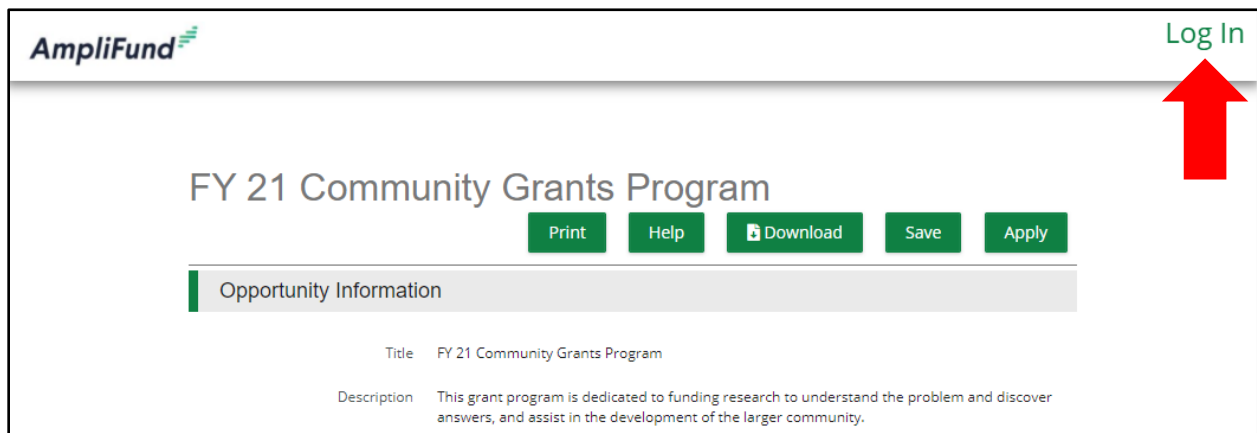 AmpliFund
Log In
FY 21 Community Grants Program
Print Help Download Save Apply
Opportunity Information
Title FY 21 Community Grants Program
Description This grant program is dedicated to funding research to understand the problem and discover
answers, and assist in the development of the larger community.